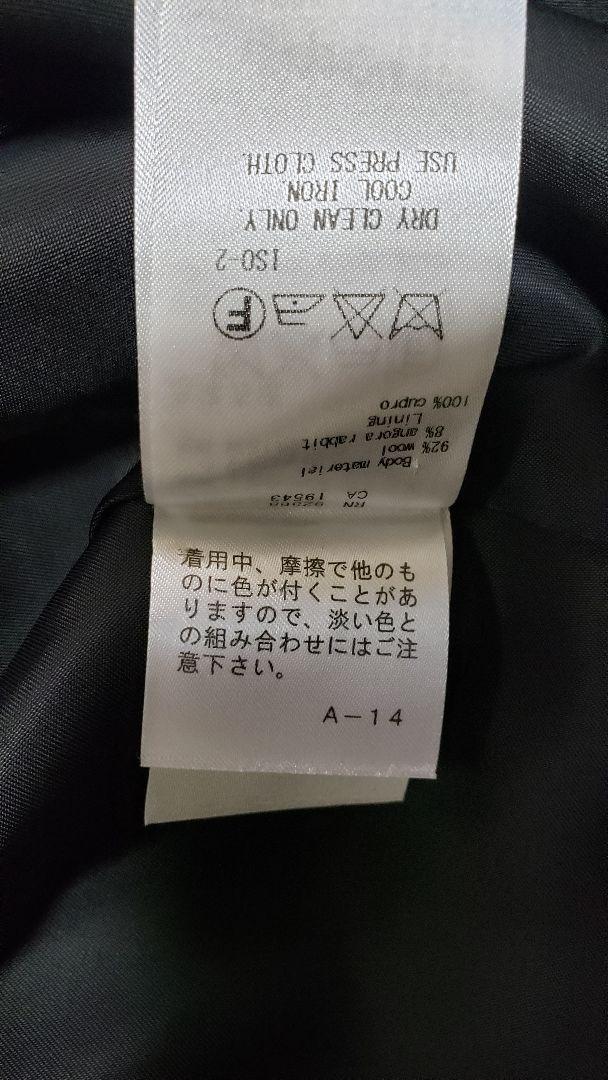 RN
CA 19543
Body materiel
92% wool
8% angora rabbit
Lining
100% cupro
F
ISO-2
DRY CLEAN ONLY.
COOL IRON
USE PRESS CLOTH.
着用中、摩擦で他のも
のに色が付くことがあ
りますので、淡い色と
の組み合わせにはご注
意下さい。
A－14